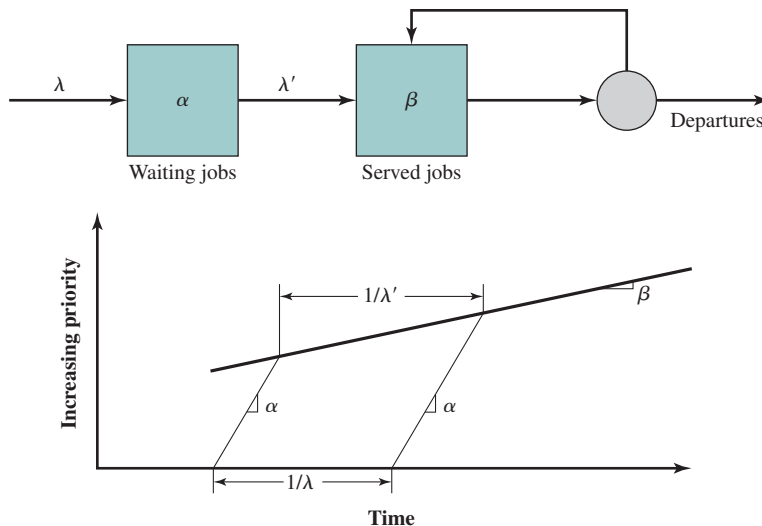 λ
α
λ′
β
Departures
Waiting jobs
Served jobs
Increasing priority
1/λ′
β
α
α
1/λ
Time